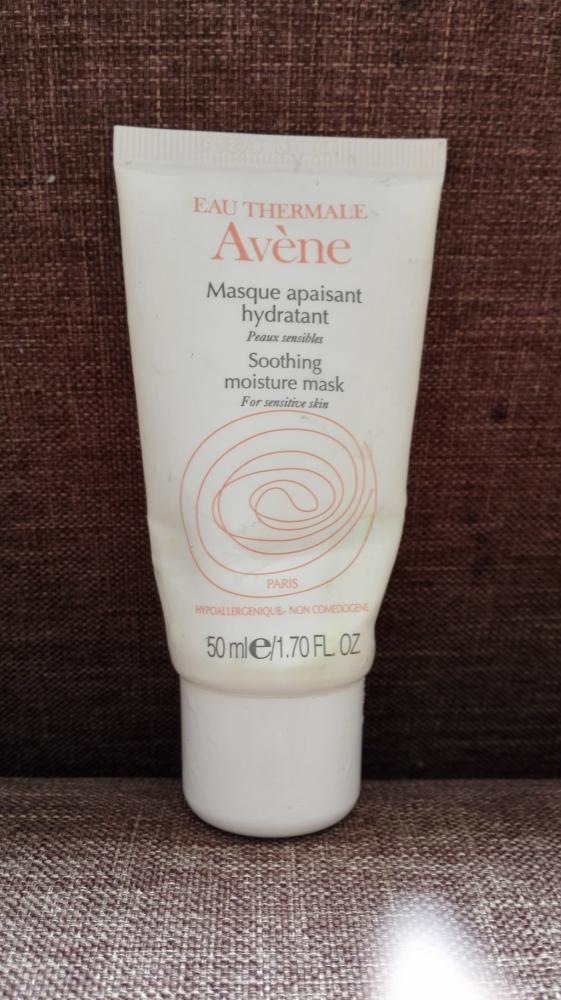 EAU THERMALE
Avène
Masque apaisant
hydratant
Peaux sensibles
Soothing
moisture mask
For sensitive skin
PARIS
HYPOALLERGENIQUE- NON COMEDOGENE
50 ml e/1.70 FL. OZ